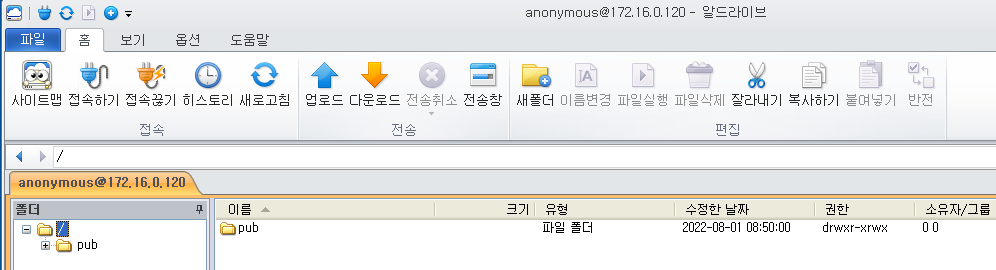 anonymous@172.16.0.120 - 알드라이브
파일 홈 보기 옵션 도움말
사이트맵 접속하기 접속끊기 히스토리 새로고침 업로드 다운로드 전송취소 전송창 새폴더 이름변경 파일실행 파일삭제 잘라내기 복사하기 붙여넣기 반전
접속 전송 편집
/
anonymous@172.16.0.120
폴더 이름 크기 유형 수정한 날짜 권한 소유자/그룹
/ pub 파일 폴더 2022-08-01 08:50:00 drwxr-xrwx 0 0
pub